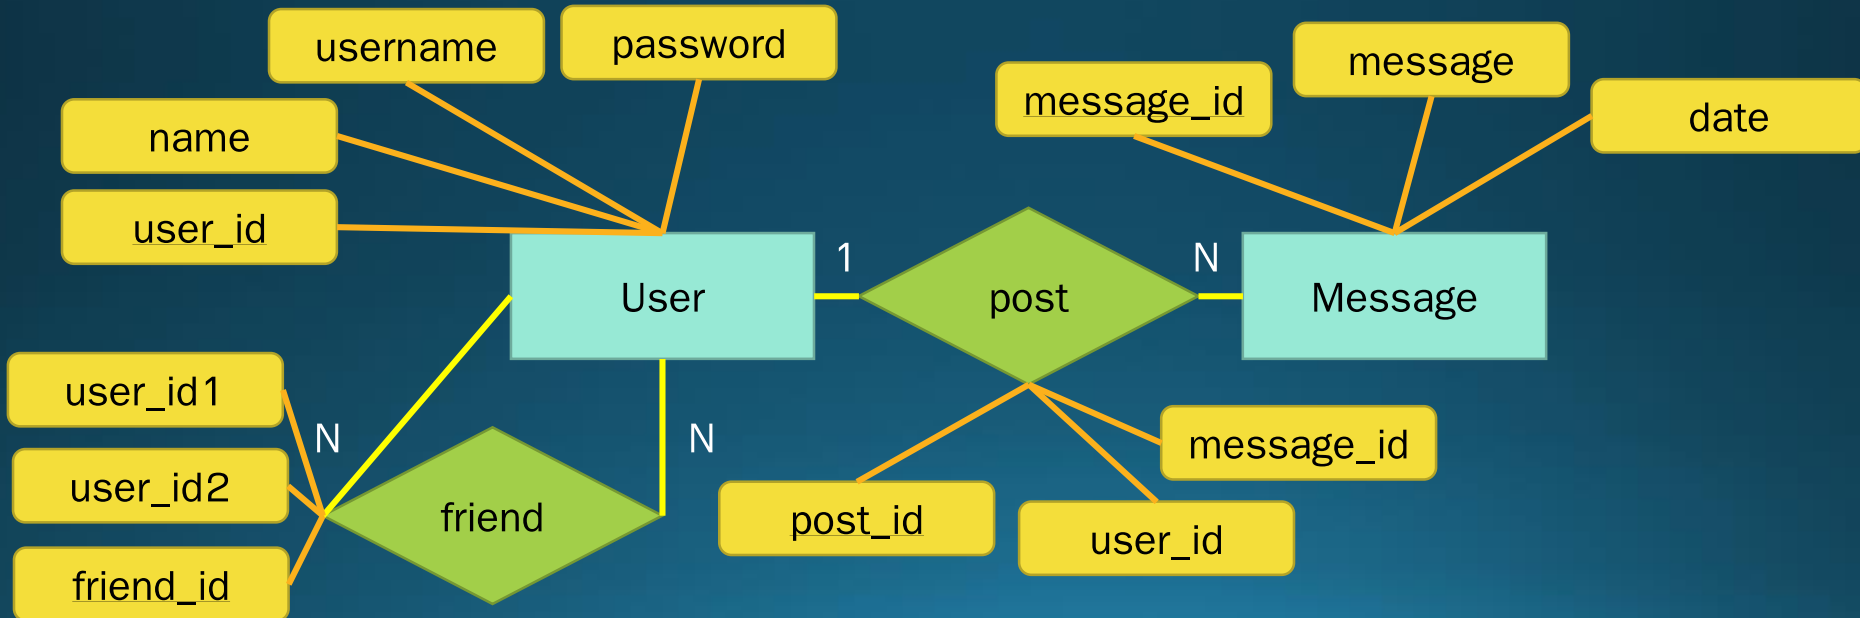 username
password
message
message_id
date
name
user_id
1
N
User
post
Message
user_id1
N
N
message_id
user_id2
friend
post_id
user_id
friend_id